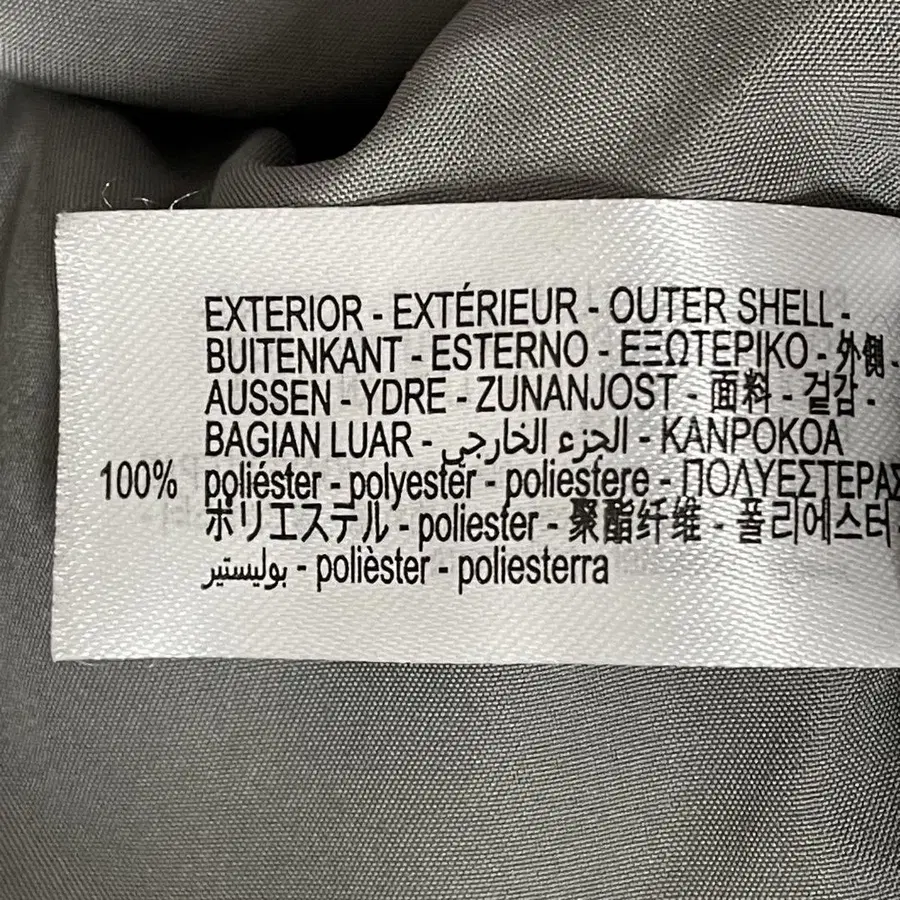 EXTERIOR - EXTÉRIEUR - OUTER SHELL -
BUITENKANT - ESTERNO - ΕΞΩΤΕΡΙΚΟ - 外側 -
AUSSEN - YDRE - ZUNANJOST - 面料 - 겉감 -
BAGIAN LUAR - الجزء الخارجي - KANPOKOA
100% poliéster - polyester - poliestere - ΠΟΛΥΕΣΤΕΡΑΣ
ポリエステル - poliester - 聚酯纤维 - 폴리에스터 -
بوليستير - polièster - poliesterra